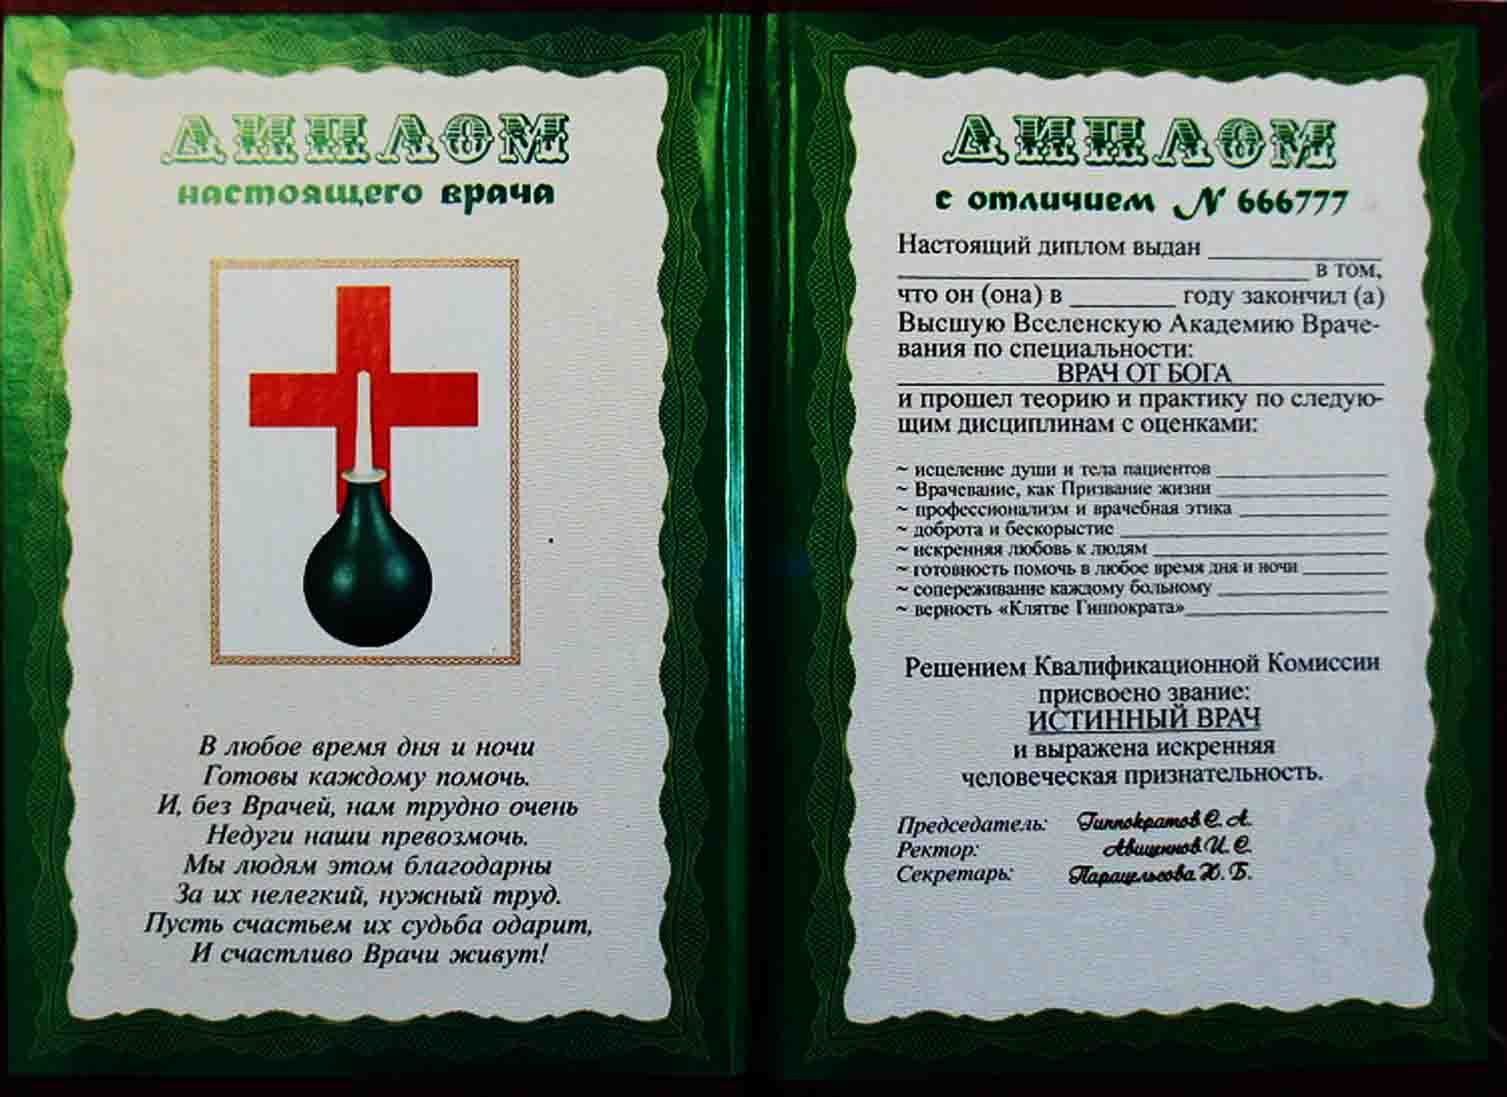 ДИПЛОМ
настоящего врача
В любое время дня и ночи
Готовы каждому помочь.
И, без Врачей, нам трудно очень
Недуги наши превозмочь.
Мы людям этом благодарны
За их нелегкий, нужный труд.
Пусть счастьем их судьба одарит,
И счастливо Врачи живут!
ДИПЛОМ
с отличием N 666777
Настоящий диплом выдан
в том,
что он (она) в ________ году закончил (а)
Высшую Вселенскую Академию Враче-
вания по специальности:
ВРАЧ ОТ БОГА
и прошел теорию и практику по следую-
щим дисциплинам с оценками:
~ исцеление души и тела пациентов
~ Врачевание, как Призвание жизни
~ профессионализм и врачебная этика
~ доброта и бескорыстие
~ искренняя любовь к людям
~ готовность помочь в любое время дня и ночи
~ сопереживание каждому больному
~ верность «Клятве Гиппократа»
Решением Квалификационной Комиссии
присвоено звание:
ИСТИННЫЙ ВРАЧ
и выражена искренняя
человеческая признательность.
Председатель: Гиппократов С. А.
Ректор: Авиценнов И. С.
Секретарь: Парацельсова Н. Б.